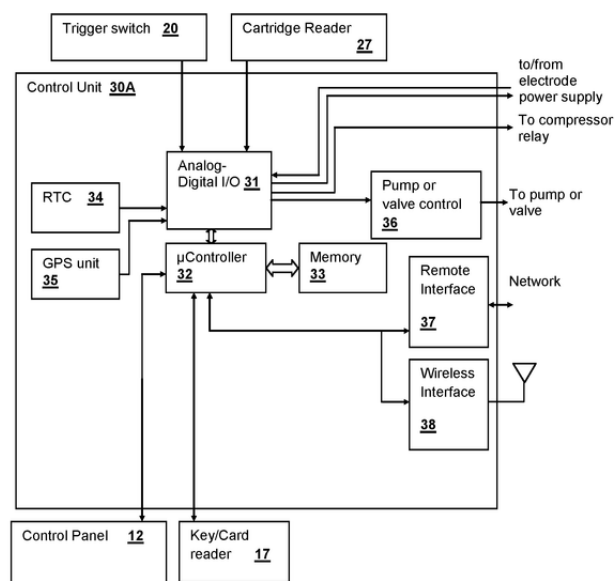 Trigger switch 20
Cartridge Reader
27
to/from
electrode
power supply
Control Unit 30A
To compressor
relay
Analog-
Digital I/O 31
RTC 34
Pump or
valve control
36
To pump or
valve
GPS unit
35
µController
32
Memory
33
Remote
Interface
37
Network
Wireless
Interface
38
Control Panel 12
Key/Card
reader 17